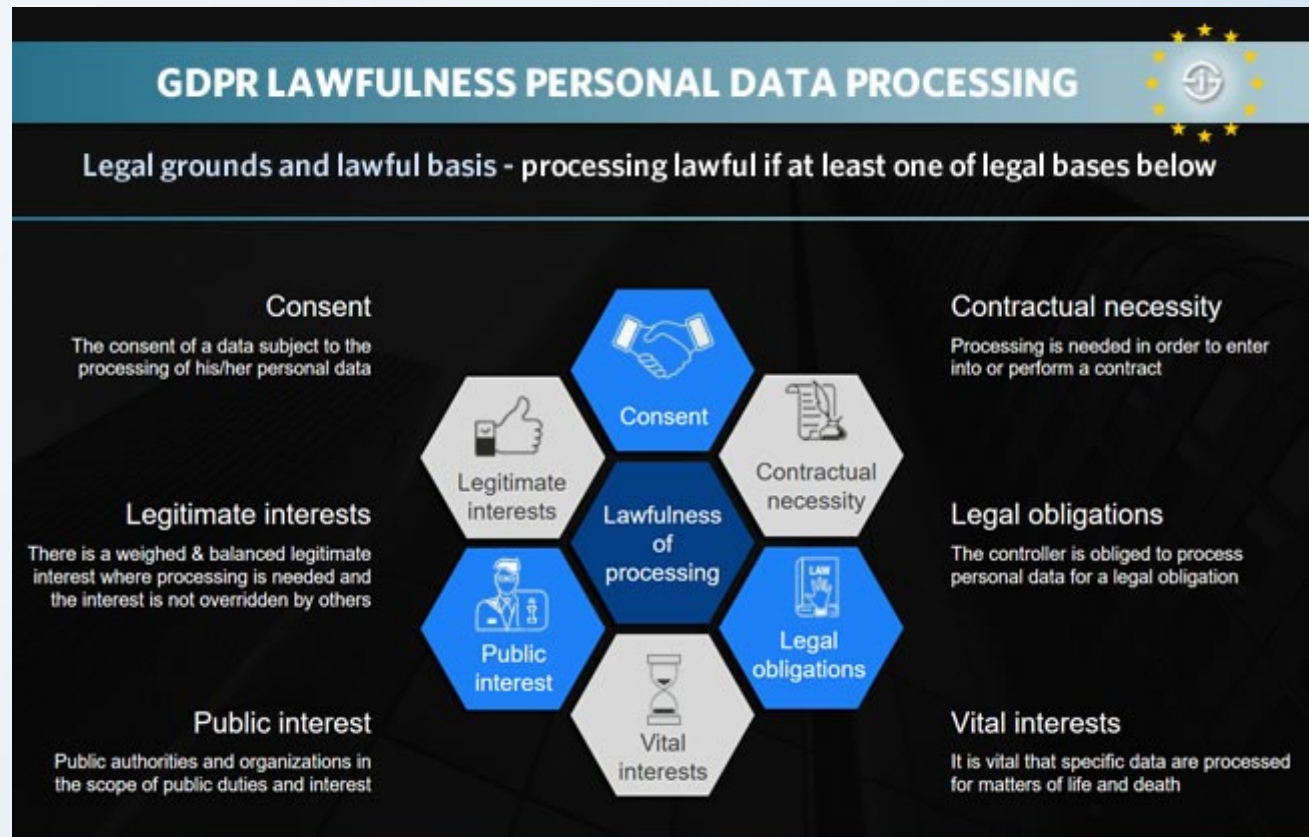 GDPR LAWFULNESS PERSONAL DATA PROCESSING
Legal grounds and lawful basis - processing lawful if at least one of legal bases below
Consent
The consent of a data subject to the
processing of his/her personal data
Legitimate interests
There is a weighed & balanced legitimate
interest where processing is needed and
the interest is not overridden by others
Public interest
Public authorities and organizations in
the scope of public duties and interest
Consent
Legitimate
interests
Contractual
necessity
Lawfulness
of
processing
Public
interest
LAW
Legal
obligations
Vital
interests
Contractual necessity
Processing is needed in order to enter
into or perform a contract
Legal obligations
The controller is obliged to process
personal data for a legal obligation
Vital interests
It is vital that specific data are processed
for matters of life and death